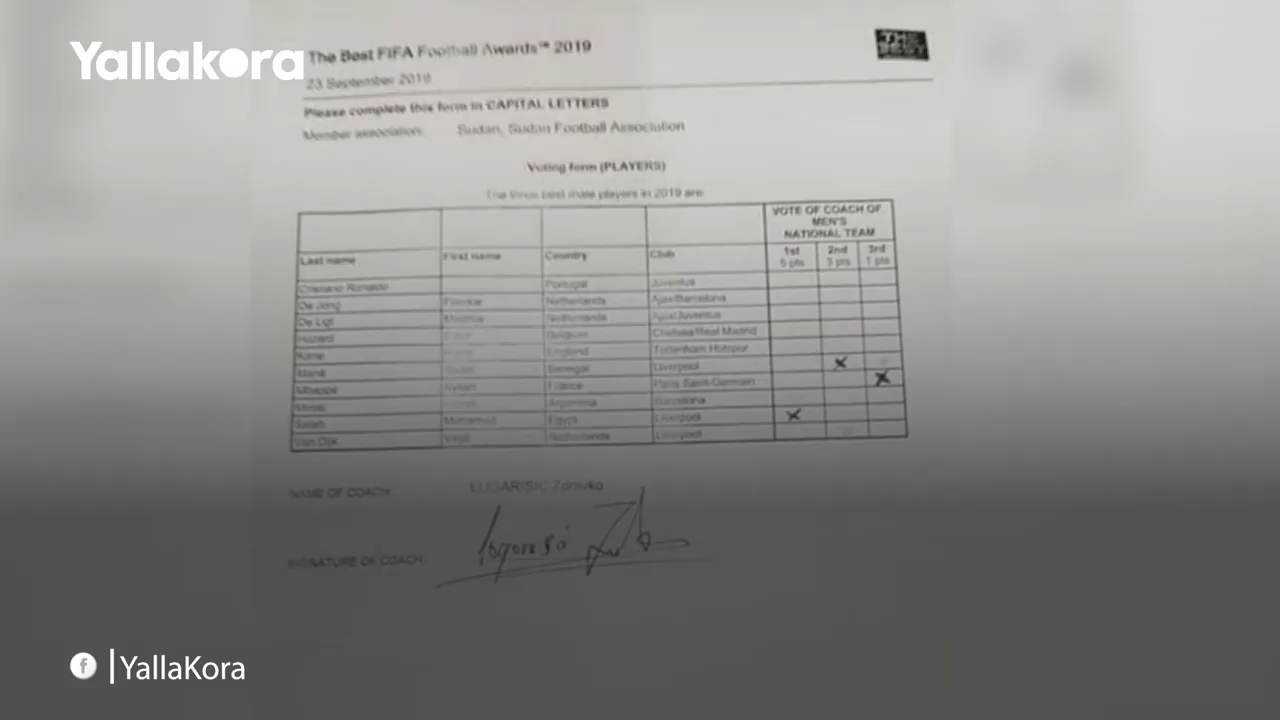 Yallakora
The Best FIFA Football Awards™ 2019
THE BEST
23 September 2019
Please complete this form in CAPITAL LETTERS
Member association: Sudan, Sudan Football Association
Voting form (PLAYERS)
The three best male players in 2019 are:
VOTE OF COACH OF MEN'S NATIONAL TEAM
Last name First name Country Club 1st 5 pts 2nd 3 pts 3rd 1 pts
Cristiano Ronaldo Portugal Juventus
De Jong Frenkie Netherlands Ajax/Barcelona
De Ligt Matthijs Netherlands Ajax/Juventus
Hazard Belgium Chelsea/Real Madrid
Kane England Tottenham Hotspur
Mané Senegal Liverpool X
Mbappé Kylian France Paris Saint-Germain X
Messi Argentina Barcelona
Salah Mohamed Egypt Liverpool X
Van Dijk Virgil Netherlands Liverpool
NAME OF COACH: LUGARISIC Zdravko
SIGNATURE OF COACH:
f | YallaKora